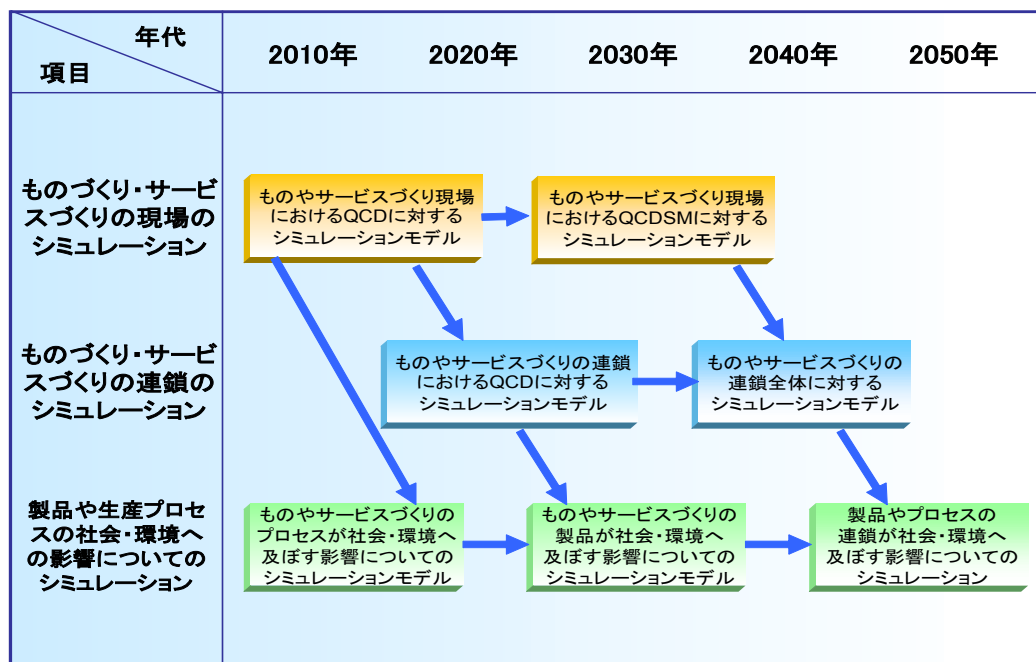 年代
項目
2010年
2020年
2030年
2040年
2050年
ものづくり・サービ
スづくりの現場の
シミュレーション
ものやサービスづくり現場
におけるQCDに対する
シミュレーションモデル
ものやサービスづくり現場
におけるQCDSMに対する
シミュレーションモデル
ものづくり・サービ
スづくりの連鎖の
シミュレーション
ものやサービスづくりの連鎖
におけるQCDに対する
シミュレーションモデル
ものやサービスづくりの
連鎖全体に対する
シミュレーションモデル
製品や生産プロセ
スの社会・環境へ
の影響についての
シミュレーション
ものやサービスづくりの
プロセスが社会・環境へ
及ぼす影響についての
シミュレーションモデル
ものやサービスづくりの
製品が社会・環境へ
及ぼす影響についての
シミュレーションモデル
製品やプロセスの
連鎖が社会・環境へ
及ぼす影響についての
シミュレーション